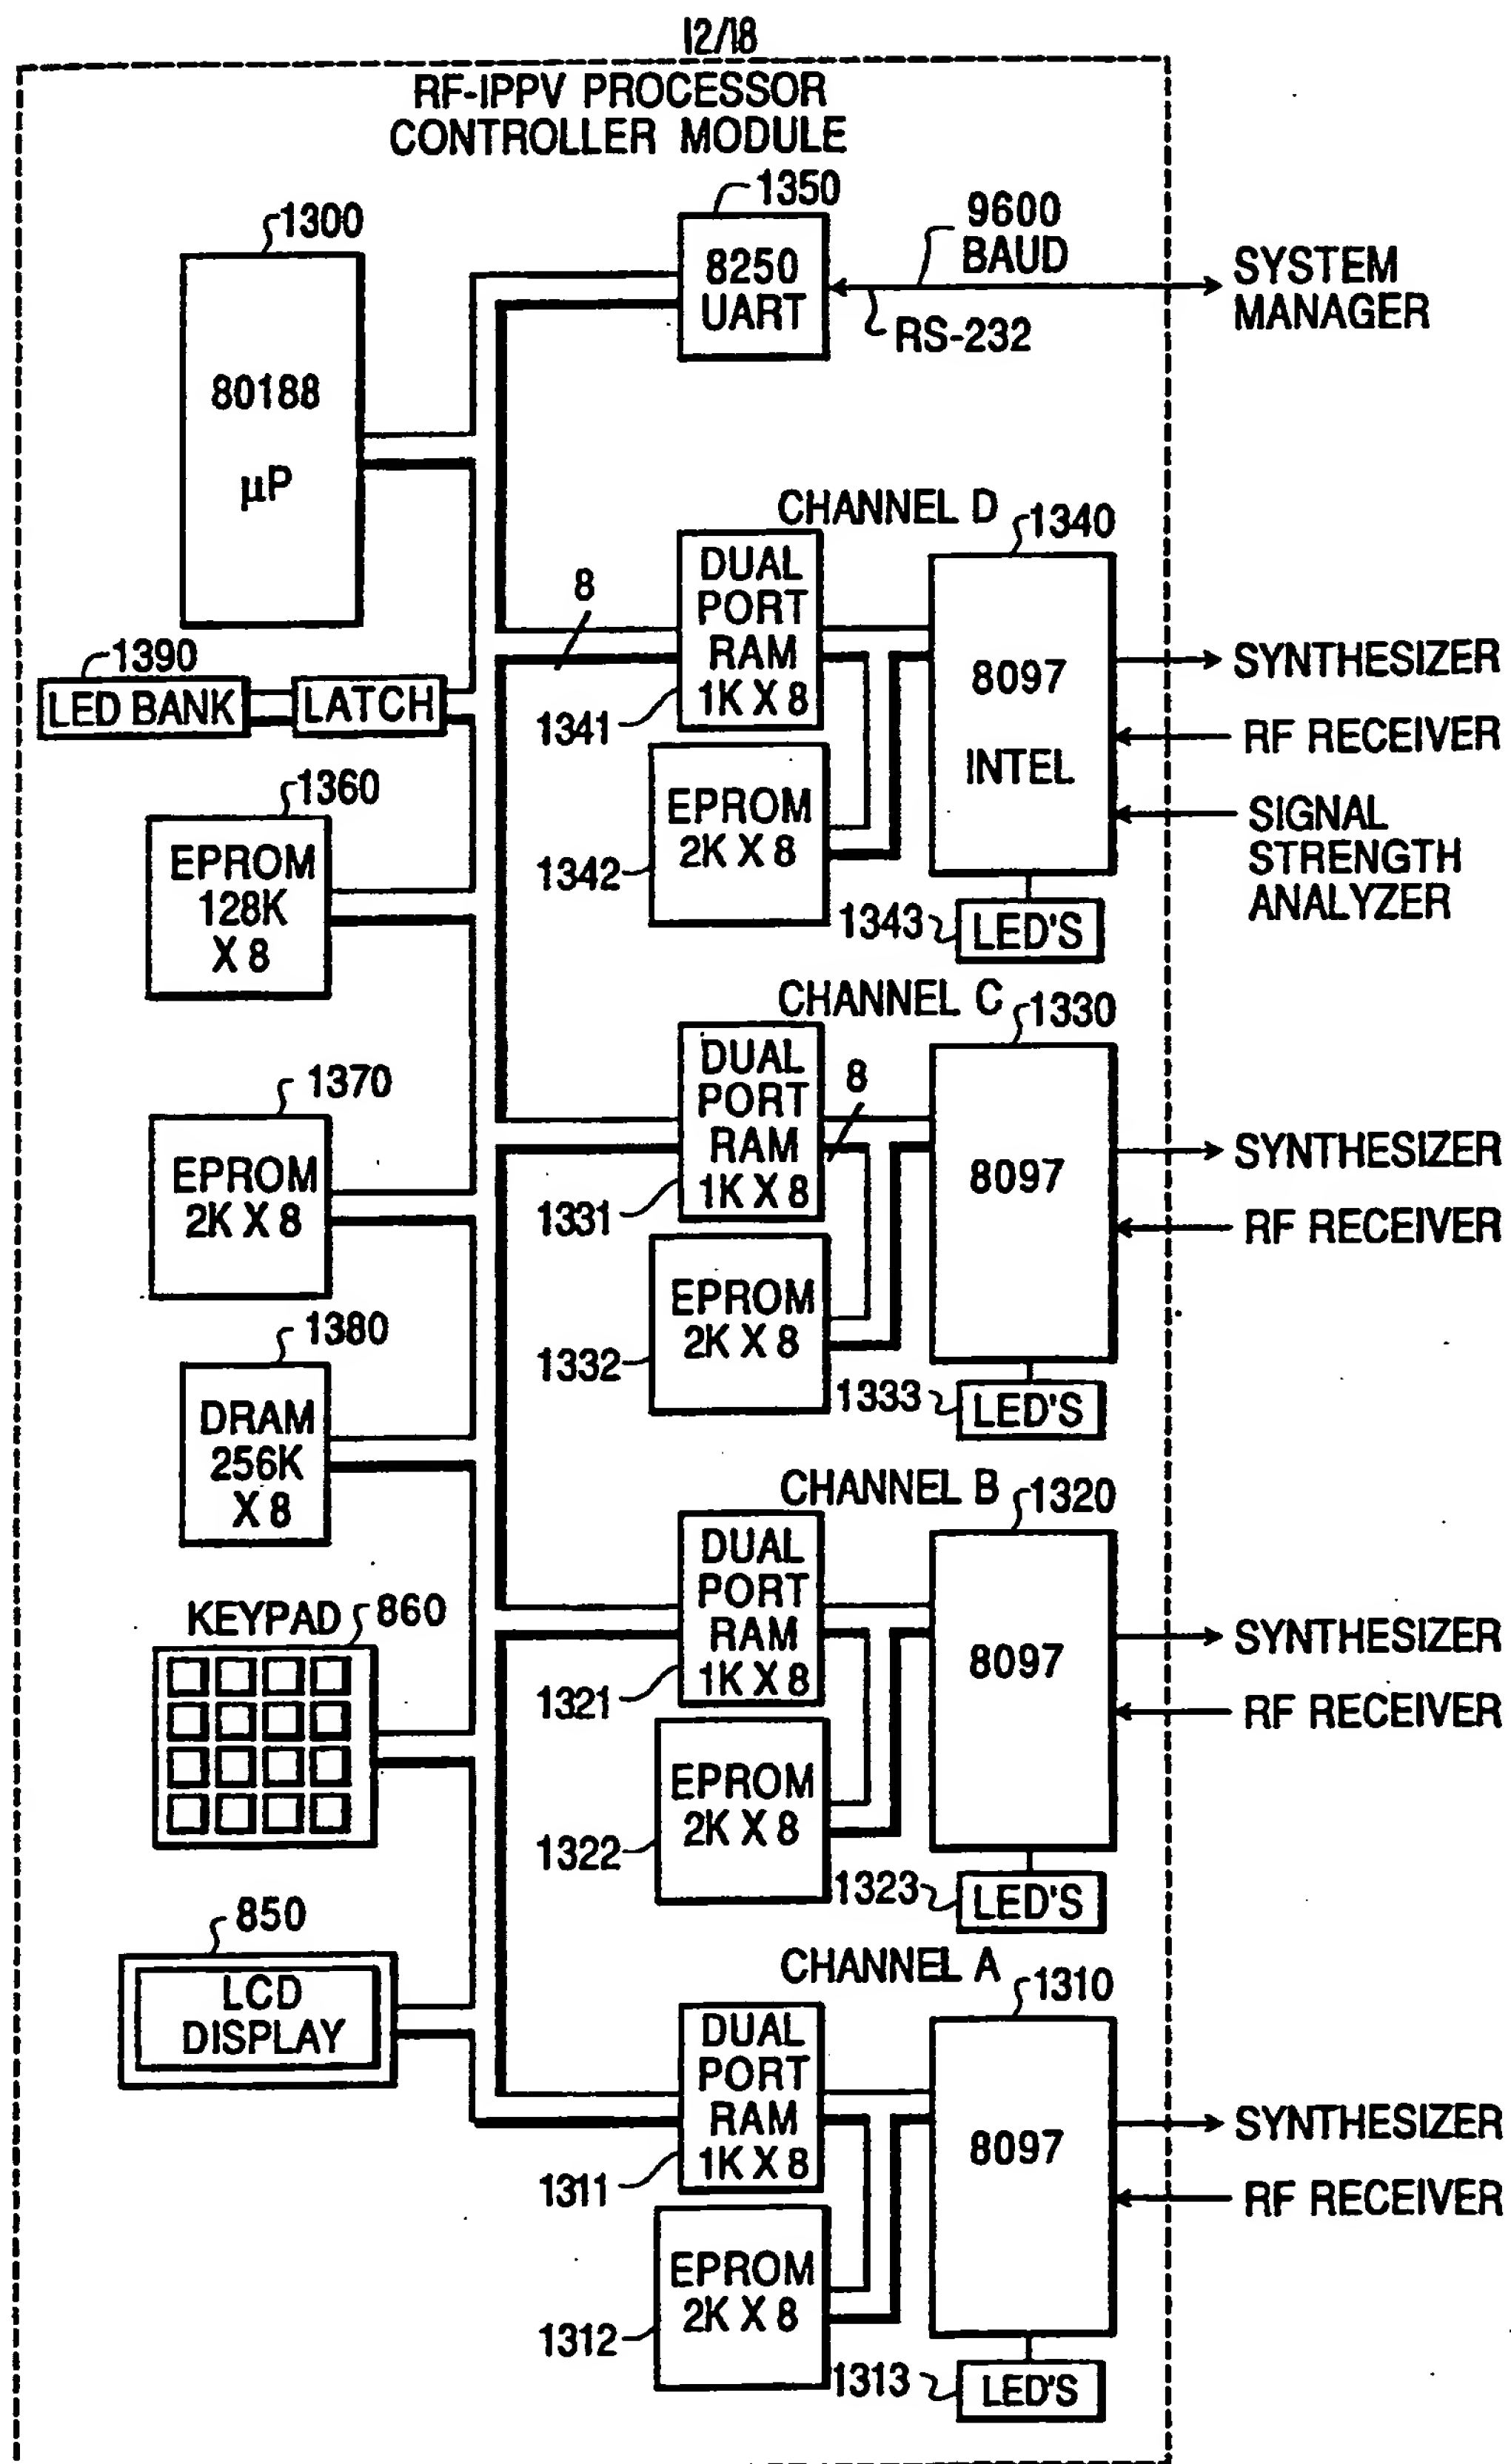 12/18
RF-IPPV PROCESSOR
CONTROLLER MODULE
1300
80188
µP
1350
8250
UART
9600
BAUD
RS-232
SYSTEM
MANAGER
1390
LED BANK
LATCH
1360
EPROM
128K
X 8
1370
EPROM
2K X 8
1380
DRAM
256K
X 8
KEYPAD
860
850
LCD
DISPLAY
CHANNEL D
8
DUAL
PORT
RAM
1K X 8
1341
1340
8097
INTEL
EPROM
2K X 8
1342
1343
LED'S
SYNTHESIZER
RF RECEIVER
SIGNAL
STRENGTH
ANALYZER
CHANNEL C
DUAL
PORT
RAM
1K X 8
1331
8
1330
8097
EPROM
2K X 8
1332
1333
LED'S
SYNTHESIZER
RF RECEIVER
CHANNEL B
DUAL
PORT
RAM
1K X 8
1321
1320
8097
EPROM
2K X 8
1322
1323
LED'S
SYNTHESIZER
RF RECEIVER
CHANNEL A
DUAL
PORT
RAM
1K X 8
1311
1310
8097
EPROM
2K X 8
1312
1313
LED'S
SYNTHESIZER
RF RECEIVER